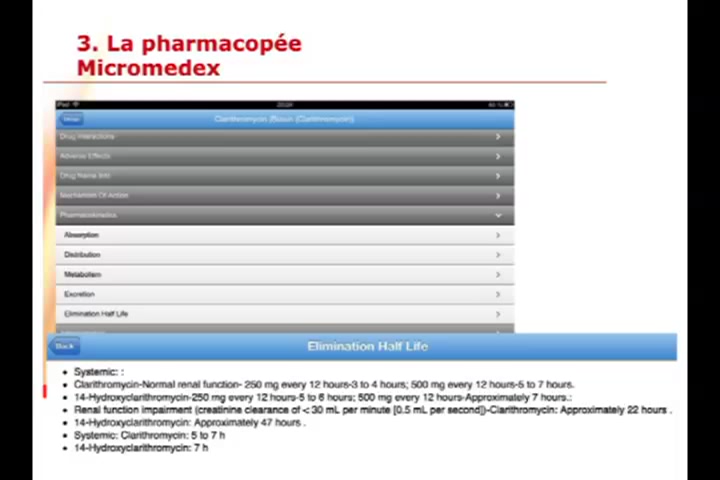 3. La pharmacopée
Micromedex
iPad
Clarithromycin (Biaxin (Clarithromycin))
Drug Interactions
Adverse Effects
Drug Name Info
Mechanism Of Action
Pharmacokinetics
Absorption
Distribution
Metabolism
Excretion
Elimination Half Life
Back
Elimination Half Life
• Systemic: :
• Clarithromycin-Normal renal function- 250 mg every 12 hours-3 to 4 hours; 500 mg every 12 hours-5 to 7 hours.
• 14-Hydroxyclarithromycin-250 mg every 12 hours-5 to 6 hours; 500 mg every 12 hours-Approximately 7 hours.:
• Renal function impairment (creatinine clearance of < 30 mL per minute [0.5 mL per second])-Clarithromycin: Approximately 22 hours .
• 14-Hydroxyclarithromycin: Approximately 47 hours .
• Systemic: Clarithromycin: 5 to 7 h
• 14-Hydroxyclarithromycin: 7 h